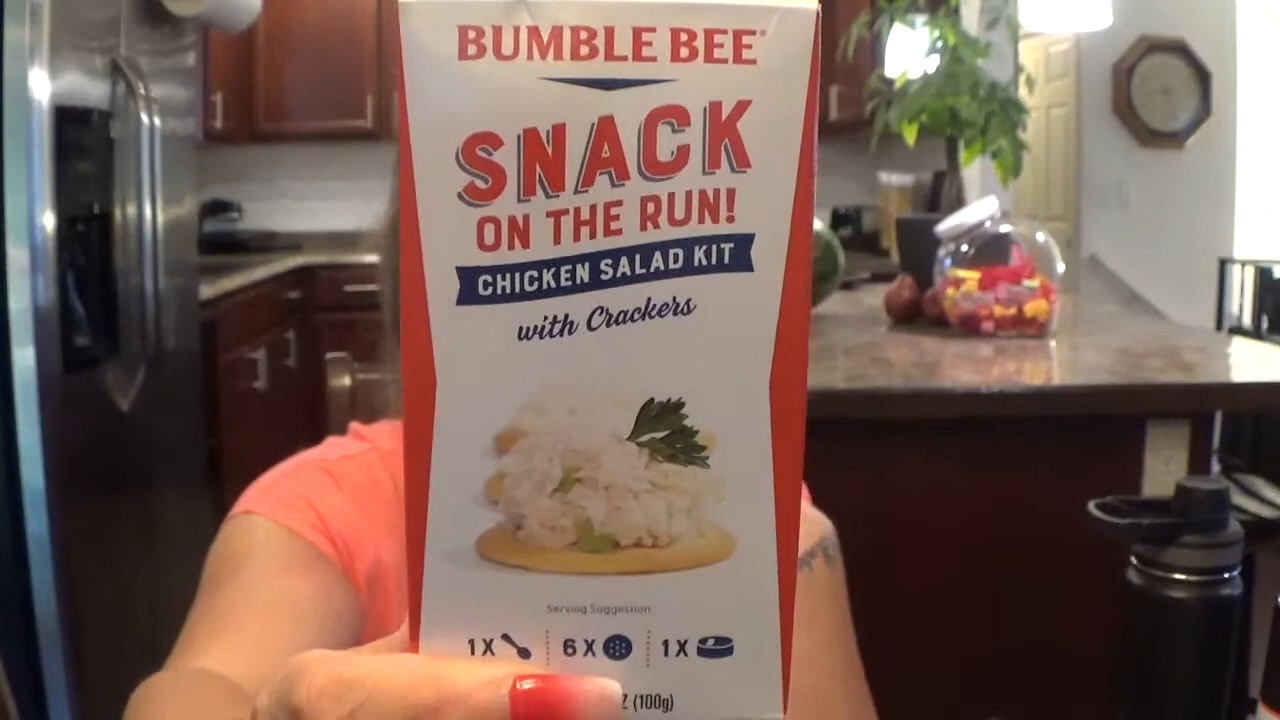 BUMBLE BEE®
SNACK
ON THE RUN!
CHICKEN SALAD KIT
with Crackers
Serving Suggestion
1X 6X 1X
Z (100g)